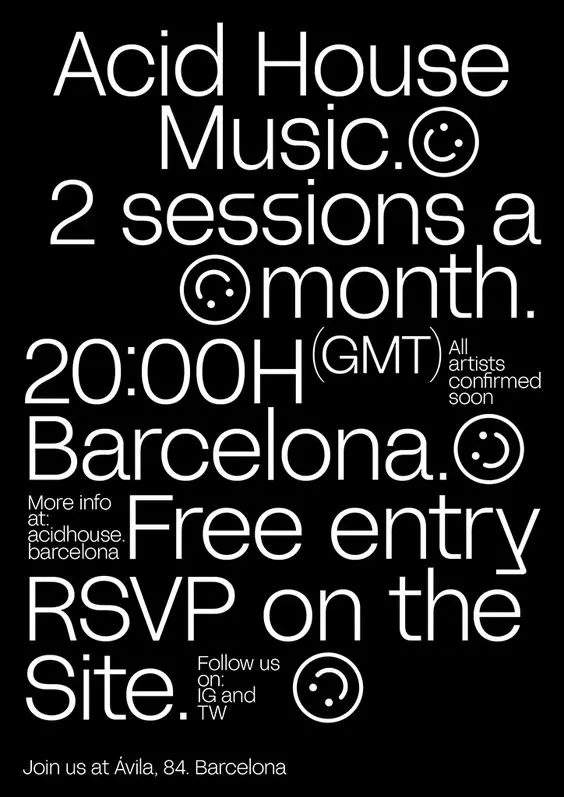 Acid House
Music.
2 sessions a
month.
20:00H (GMT)
All
artists
confirmed
soon
Barcelona.
More info
at:
acidhouse.
barcelona
Free entry
RSVP on the
Site.
Follow us
on:
IG and
TW
Join us at Ávila, 84. Barcelona